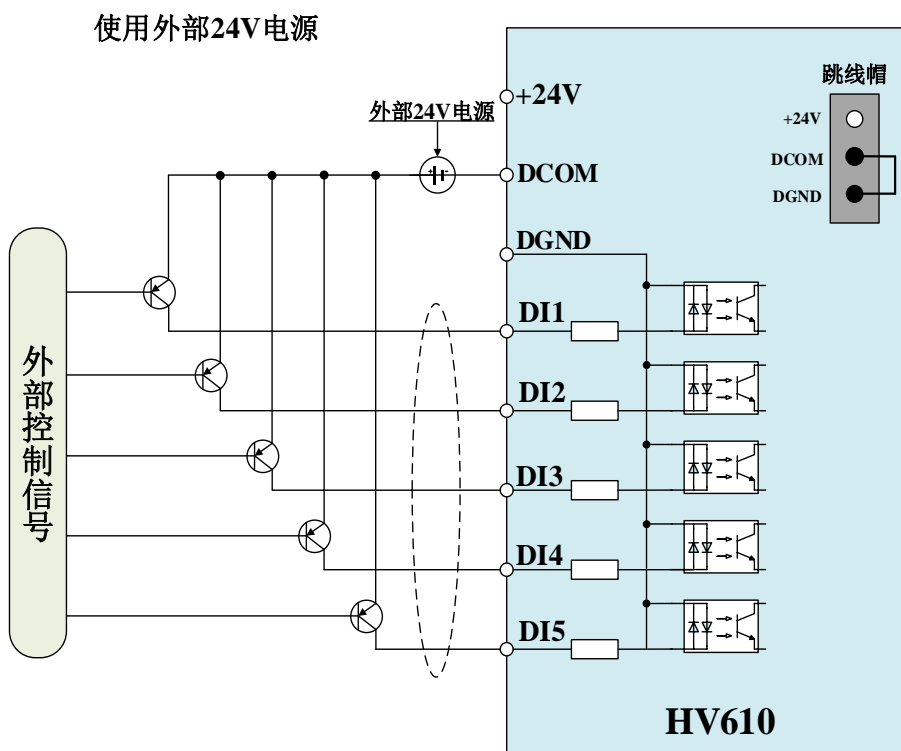 使用外部24V电源
跳线帽
+24V
DCOM
DGND
外部24V电源
+24V
DCOM
DGND
DI1
DI2
DI3
DI4
DI5
外部控制信号
HV610